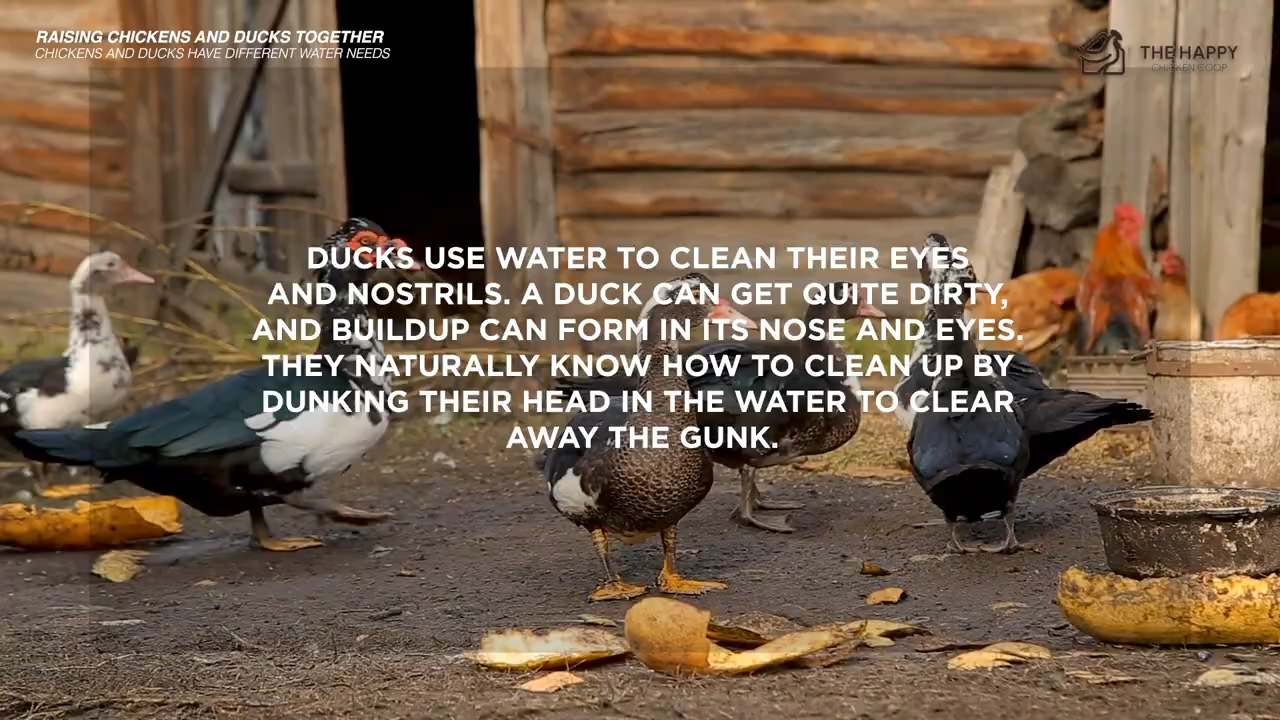 RAISING CHICKENS AND DUCKS TOGETHER
CHICKENS AND DUCKS HAVE DIFFERENT WATER NEEDS
THE HAPPY
CHICKEN COOP
DUCKS USE WATER TO CLEAN THEIR EYES
AND NOSTRILS. A DUCK CAN GET QUITE DIRTY,
AND BUILDUP CAN FORM IN ITS NOSE AND EYES.
THEY NATURALLY KNOW HOW TO CLEAN UP BY
DUNKING THEIR HEAD IN THE WATER TO CLEAR
AWAY THE GUNK.